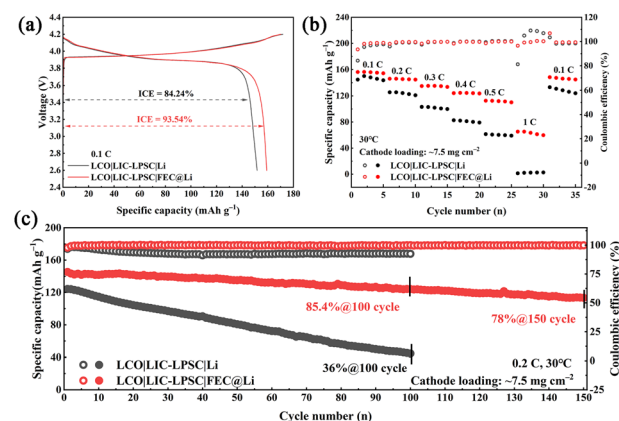 (a)
4.2
4.0
3.8
3.6
3.4
3.2
3.0
2.8
2.6
2.4
Voltage (V)
ICE = 84.24%
ICE = 93.54%
0.1 C
LCO|LIC-LPSC|Li
LCO|LIC-LPSC|FEC@Li
0 20 40 60 80 100 120 140 160 180
Specific capacity (mAh g⁻¹)
(b)
240
200
160
120
80
40
0
Specific capacity (mAh g⁻¹)
0.1 C
0.2 C
0.3 C
0.4 C
0.5 C
1 C
0.1 C
30℃
Cathode loading: ~7.5 mg cm⁻²
LCO|LIC-LPSC|Li
LCO|LIC-LPSC|FEC@Li
120
100
80
60
40
20
0
-20
Coulombic efficiency (%)
0 5 10 15 20 25 30 35
Cycle number (n)
(c)
200
160
120
80
40
0
Specific capacity(mAh g⁻¹)
85.4%@100 cycle
78%@150 cycle
36%@100 cycle
LCO|LIC-LPSC|Li
LCO|LIC-LPSC|FEC@Li
0.2 C, 30℃
Cathode loading: ~7.5 mg cm⁻²
100
75
50
25
0
-25
Coulombic efficiency (%)
0 10 20 30 40 50 60 70 80 90 100 110 120 130 140 150
Cycle number (n)